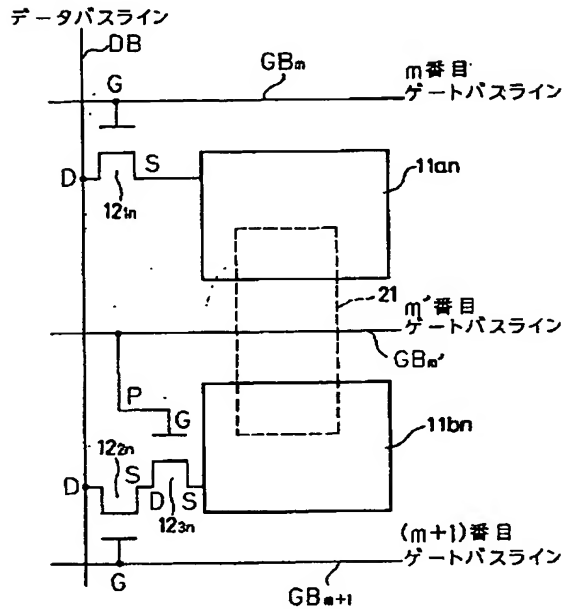 データバスライン
DB
GBm
m番目
ゲートバスライン
G
D
S
12₁n
11an
21
m'番目
ゲートバスライン
GBm'
P
G
12₂n
11bn
D
S
D
S
12₃n
(m+1)番目
ゲートバスライン
G
GBm+1